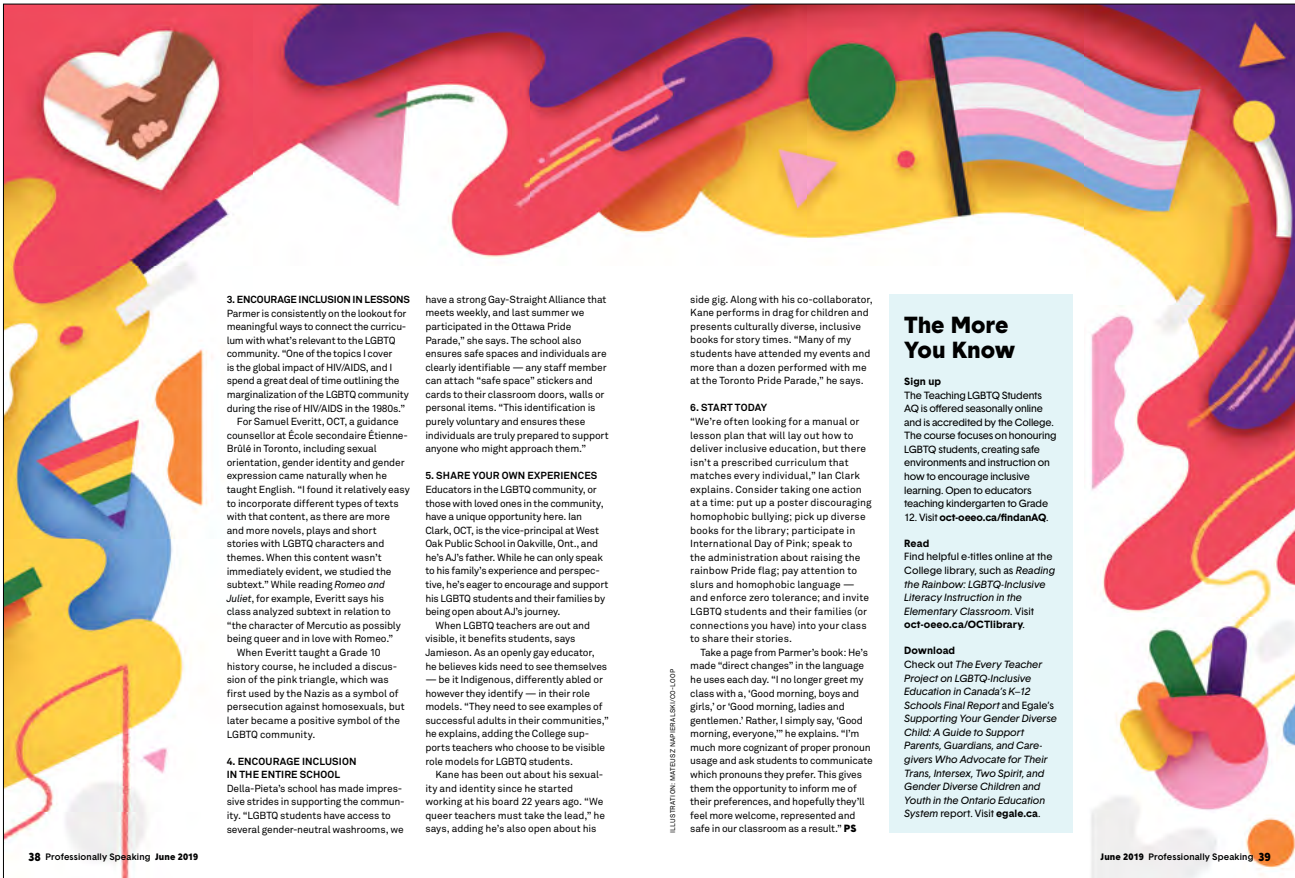 3. ENCOURAGE INCLUSION IN LESSONS
Parmer is consistently on the lookout for
meaningful ways to connect the curricu-
lum with what's relevant to the LGBTQ
community. “One of the topics I cover
is the global impact of HIV/AIDS, and I
spend a great deal of time outlining the
marginalization of the LGBTQ community
during the rise of HIV/AIDS in the 1980s.”
For Samuel Everitt, OCT, a guidance
counsellor at École secondaire Étienne-
Brûlé in Toronto, including sexual
orientation, gender identity and gender
expression came naturally when he
taught English. “I found it relatively easy
to incorporate different types of texts
with that content, as there are more
and more novels, plays and short
stories with LGBTQ characters and
themes. When this content wasn't
immediately evident, we studied the
subtext.” While reading Romeo and
Juliet, for example, Everitt says his
class analyzed subtext in relation to
“the character of Mercutio as possibly
being queer and in love with Romeo.”
When Everitt taught a Grade 10
history course, he included a discus-
sion of the pink triangle, which was
first used by the Nazis as a symbol of
persecution against homosexuals, but
later became a positive symbol of the
LGBTQ community.
4. ENCOURAGE INCLUSION
IN THE ENTIRE SCHOOL
Della-Pieta's school has made impres-
sive strides in supporting the commun-
ity. “LGBTQ students have access to
several gender-neutral washrooms, we
have a strong Gay-Straight Alliance that
meets weekly, and last summer we
participated in the Ottawa Pride
Parade,” she says. The school also
ensures safe spaces and individuals are
clearly identifiable — any staff member
can attach “safe space” stickers and
cards to their classroom doors, walls or
personal items. “This identification is
purely voluntary and ensures these
individuals are truly prepared to support
anyone who might approach them.”
5. SHARE YOUR OWN EXPERIENCES
Educators in the LGBTQ community, or
those with loved ones in the community,
have a unique opportunity here. Ian
Clark, OCT, is the vice-principal at West
Oak Public School in Oakville, Ont., and
he's AJ's father. While he can only speak
to his family's experience and perspec-
tive, he's eager to encourage and support
his LGBTQ students and their families by
being open about AJ's journey.
When LGBTQ teachers are out and
visible, it benefits students, says
Jamieson. As an openly gay educator,
he believes kids need to see themselves
— be it Indigenous, differently abled or
however they identify — in their role
models. “They need to see examples of
successful adults in their communities,”
he explains, adding the College sup-
ports teachers who choose to be visible
role models for LGBTQ students.
Kane has been out about his sexual-
ity and identity since he started
working at his board 22 years ago. “We
queer teachers must take the lead,” he
says, adding he's also open about his
side gig. Along with his co-collaborator,
Kane performs in drag for children and
presents culturally diverse, inclusive
books for story times. “Many of my
students have attended my events and
more than a dozen performed with me
at the Toronto Pride Parade,” he says.
6. START TODAY
“We're often looking for a manual or
lesson plan that will lay out how to
deliver inclusive education, but there
isn't a prescribed curriculum that
matches every individual,” Ian Clark
explains. Consider taking one action
at a time: put up a poster discouraging
homophobic bullying; pick up diverse
books for the library; participate in
International Day of Pink; speak to
the administration about raising the
rainbow Pride flag; pay attention to
slurs and homophobic language —
and enforce zero tolerance; and invite
LGBTQ students and their families (or
connections you have) into your class
to share their stories.
Take a page from Parmer's book: He's
made “direct changes” in the language
he uses each day. “I no longer greet my
class with a, ‘Good morning, boys and
girls,’ or ‘Good morning, ladies and
gentlemen.’ Rather, I simply say, ‘Good
morning, everyone,’” he explains. “I'm
much more cognizant of proper pronoun
usage and ask students to communicate
which pronouns they prefer. This gives
them the opportunity to inform me of
their preferences, and hopefully they'll
feel more welcome, represented and
safe in our classroom as a result.” PS
ILLUSTRATION: MATEUSZ NAPIERALSKI/CO-LOOP
The More
You Know
Sign up
The Teaching LGBTQ Students
AQ is offered seasonally online
and is accredited by the College.
The course focuses on honouring
LGBTQ students, creating safe
environments and instruction on
how to encourage inclusive
learning. Open to educators
teaching kindergarten to Grade
12. Visit oct-oeeo.ca/findanAQ.
Read
Find helpful e-titles online at the
College library, such as Reading
the Rainbow: LGBTQ-Inclusive
Literacy Instruction in the
Elementary Classroom. Visit
oct-oeeo.ca/OCTlibrary.
Download
Check out The Every Teacher
Project on LGBTQ-Inclusive
Education in Canada's K–12
Schools Final Report and Egale's
Supporting Your Gender Diverse
Child: A Guide to Support
Parents, Guardians, and Care-
givers Who Advocate for Their
Trans, Intersex, Two Spirit, and
Gender Diverse Children and
Youth in the Ontario Education
System report. Visit egale.ca.
38 Professionally Speaking June 2019
June 2019 Professionally Speaking 39